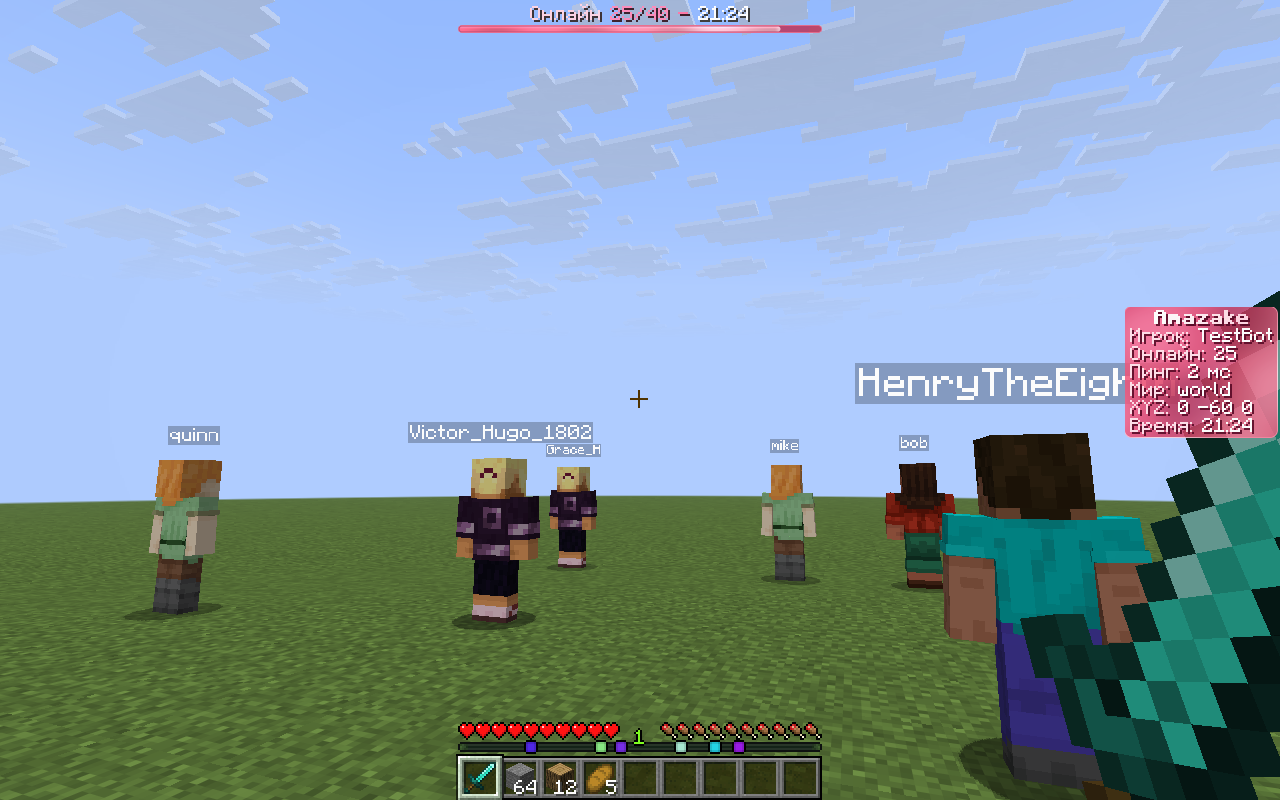 Онлайн 25/40 - 21:24
Amazake
Игрок: TestBot
Онлайн: 25
Пинг: 2 мс
Мир: world
XYZ: 0 -60 0
Время: 21:24
HenryTheEigh
quinn
Victor_Hugo_1802
Grace_H
mike
bob
1
64
12
5